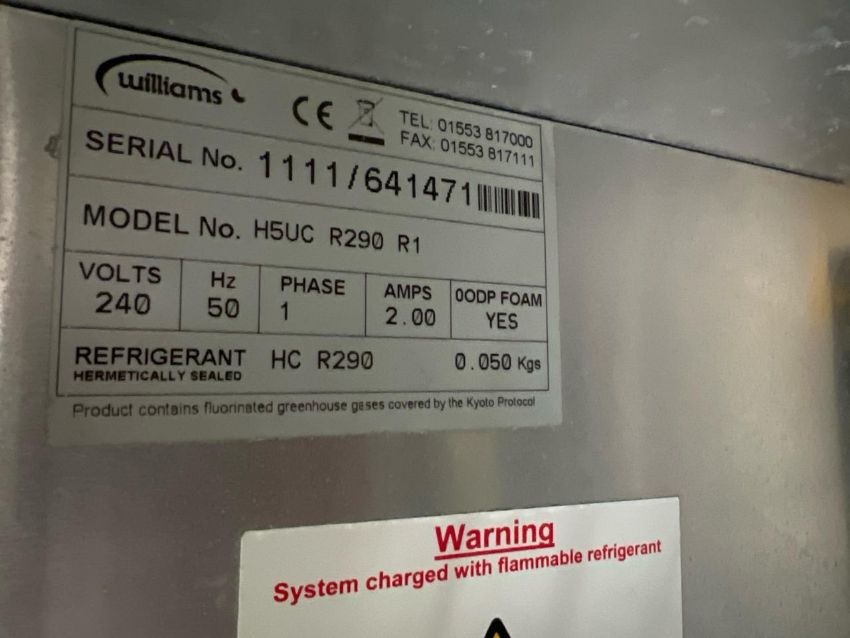 williams
CE
TEL: 01553 817000
FAX: 01553 817111
SERIAL No. 1111/641471
MODEL No. H5UC R290 R1
VOLTS Hz PHASE AMPS 0ODP FOAM
240 50 1 2.00 YES
REFRIGERANT HC R290 0.050 Kgs
HERMETICALLY SEALED
Product contains fluorinated greenhouse gases covered by the Kyoto Protocol
Warning
System charged with flammable refrigerant